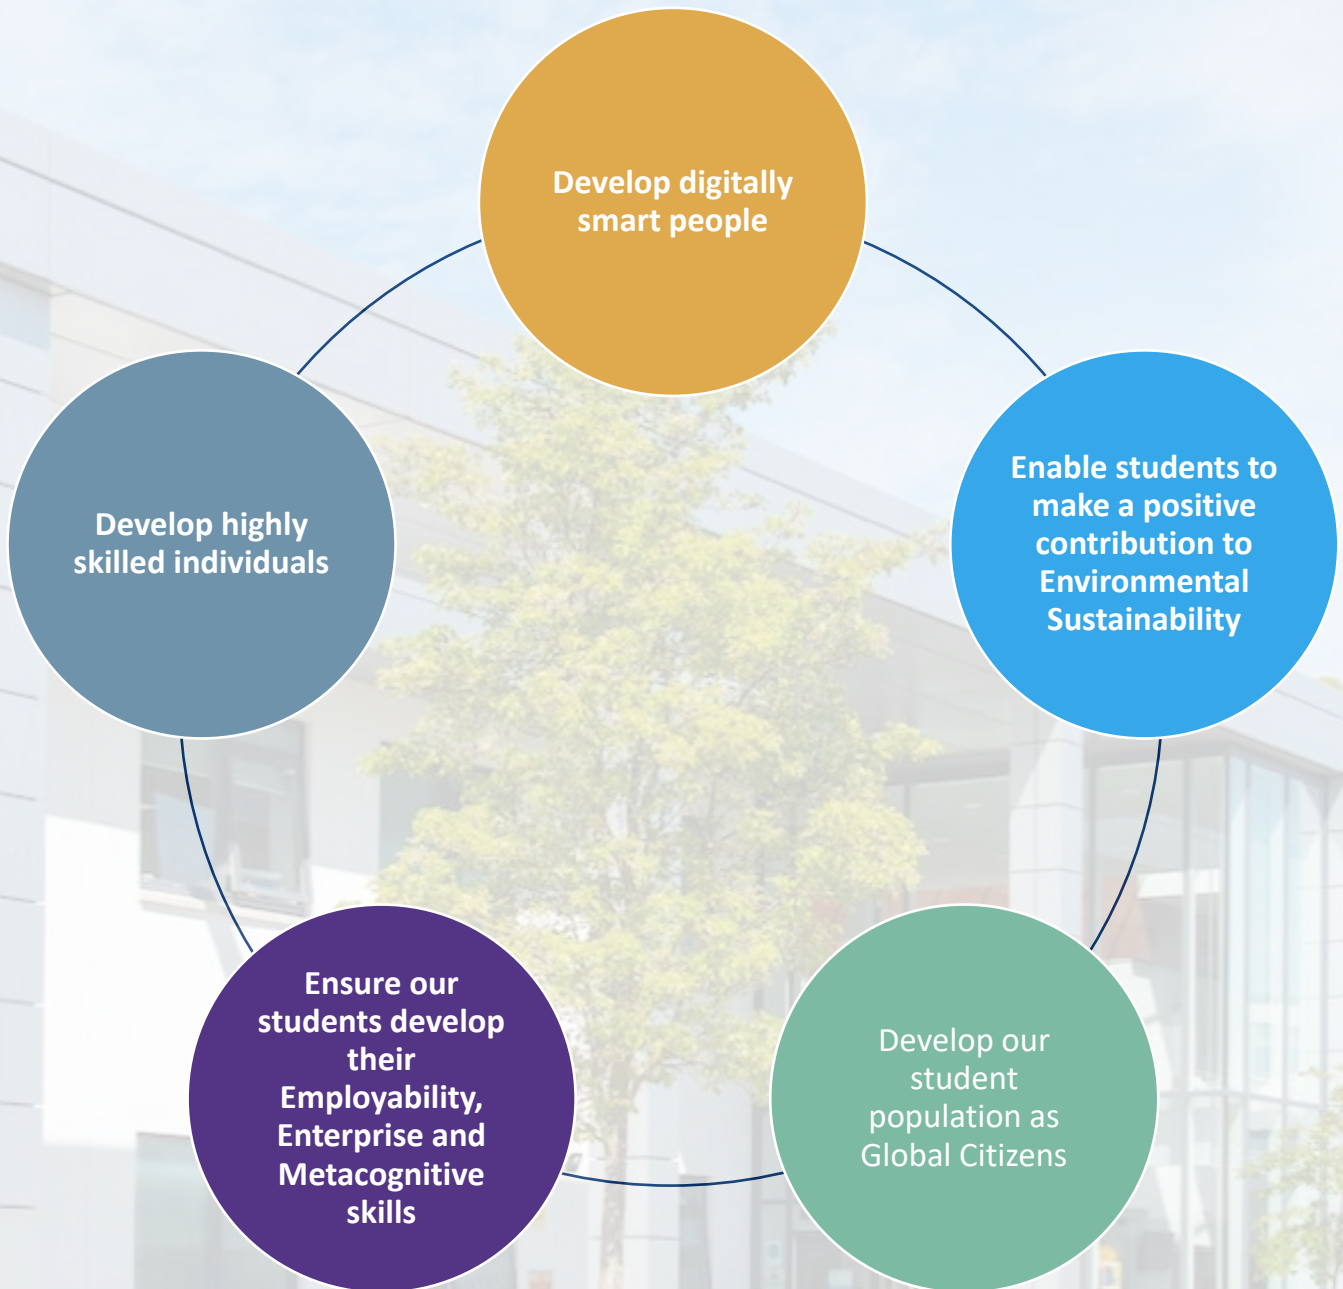 Develop digitally
smart people
Enable students to
make a positive
contribution to
Environmental
Sustainability
Develop our
student
population as
Global Citizens
Ensure our
students develop
their
Employability,
Enterprise and
Metacognitive
skills
Develop highly
skilled individuals